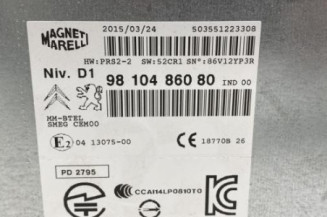 MAGNETI
MARELLI
2015/03/24 503551223308
HW:PRS2-2 SW:52CR1 SN°:86V12YP3R
Niv. D1 98 104 860 80 IND 00
MM-BTEL
SMEG CEM00
E2 04 13075-00 CE 18770B 26
PD 2795
CCAI14LP0810T0